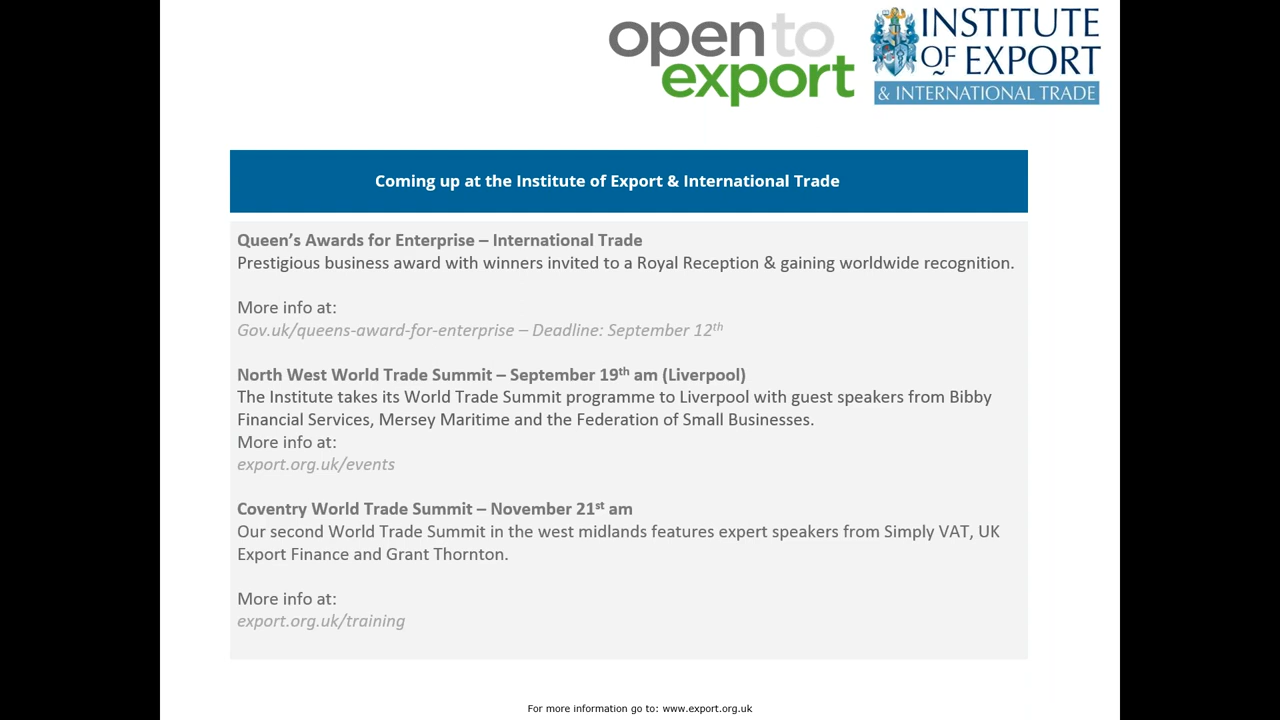 open to
export
INSTITUTE
OF EXPORT
& INTERNATIONAL TRADE
Coming up at the Institute of Export & International Trade
Queen’s Awards for Enterprise – International Trade
Prestigious business award with winners invited to a Royal Reception & gaining worldwide recognition.
More info at:
Gov.uk/queens-award-for-enterprise – Deadline: September 12th
North West World Trade Summit – September 19th am (Liverpool)
The Institute takes its World Trade Summit programme to Liverpool with guest speakers from Bibby
Financial Services, Mersey Maritime and the Federation of Small Businesses.
More info at:
export.org.uk/events
Coventry World Trade Summit – November 21st am
Our second World Trade Summit in the west midlands features expert speakers from Simply VAT, UK
Export Finance and Grant Thornton.
More info at:
export.org.uk/training
For more information go to: www.export.org.uk